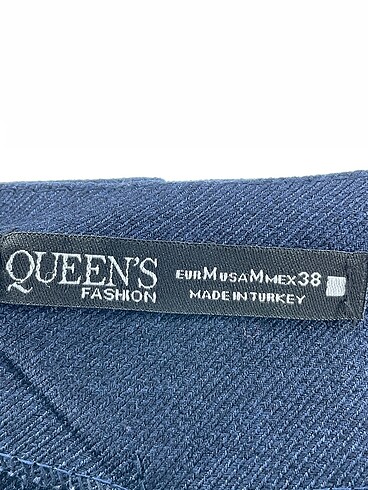 QUEEN'S
FASHION
EUR M USA M MEX 38
MADE IN TURKEY